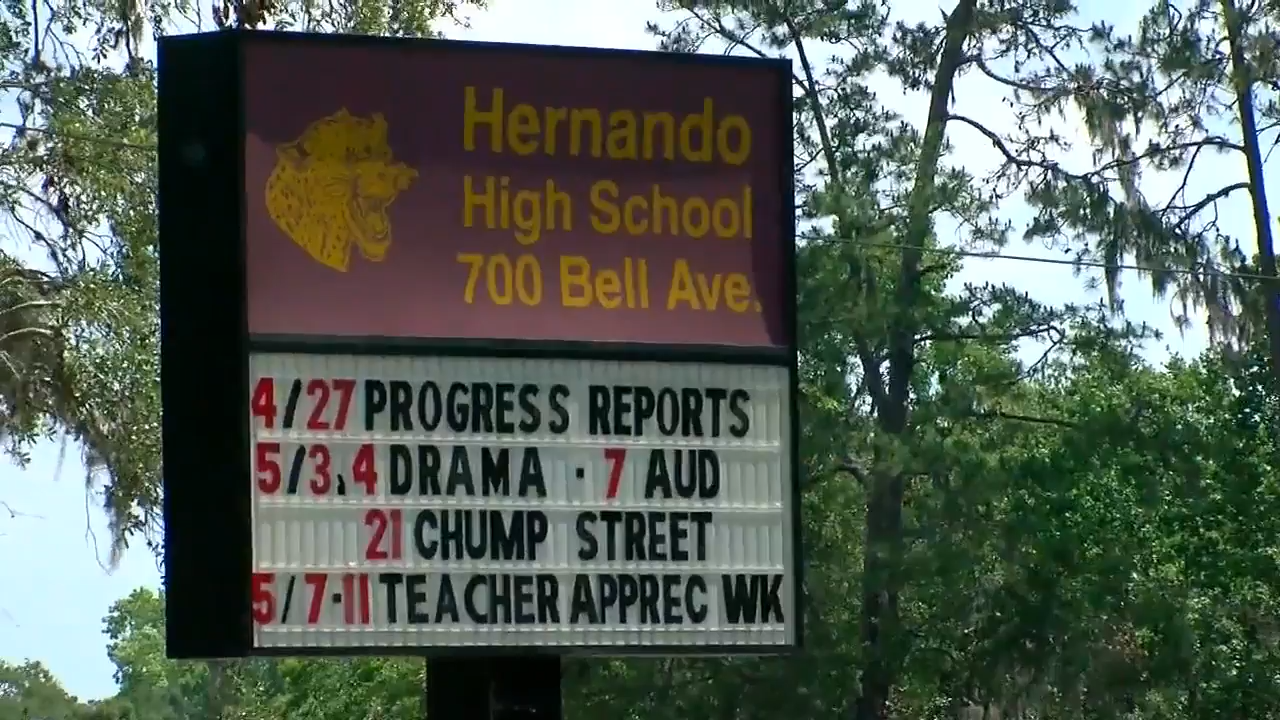 Hernando
High School
700 Bell Ave.
4/27 PROGRESS REPORTS
5/3,4 DRAMA · 7 AUD
21 CHUMP STREET
5/7-11 TEACHER APPREC WK